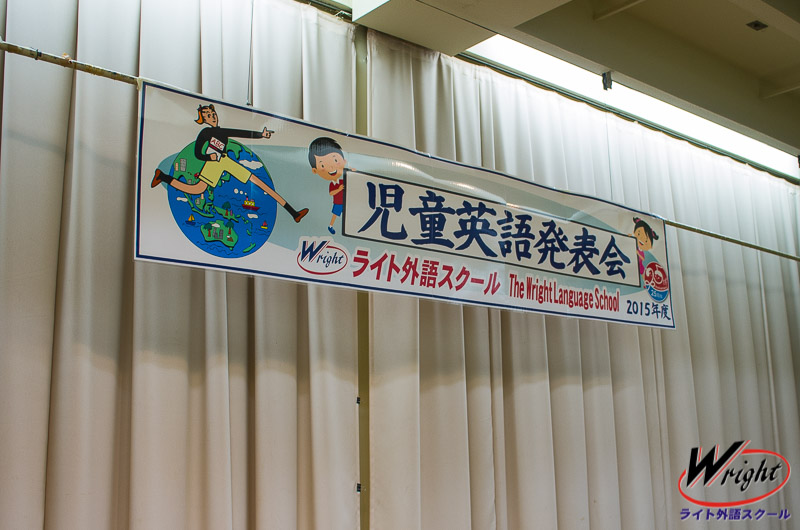 児童英語発表会
Wright
ライト外語スクール The Wright Language School 2015年度
ABC
Wright
ライト外語スクール